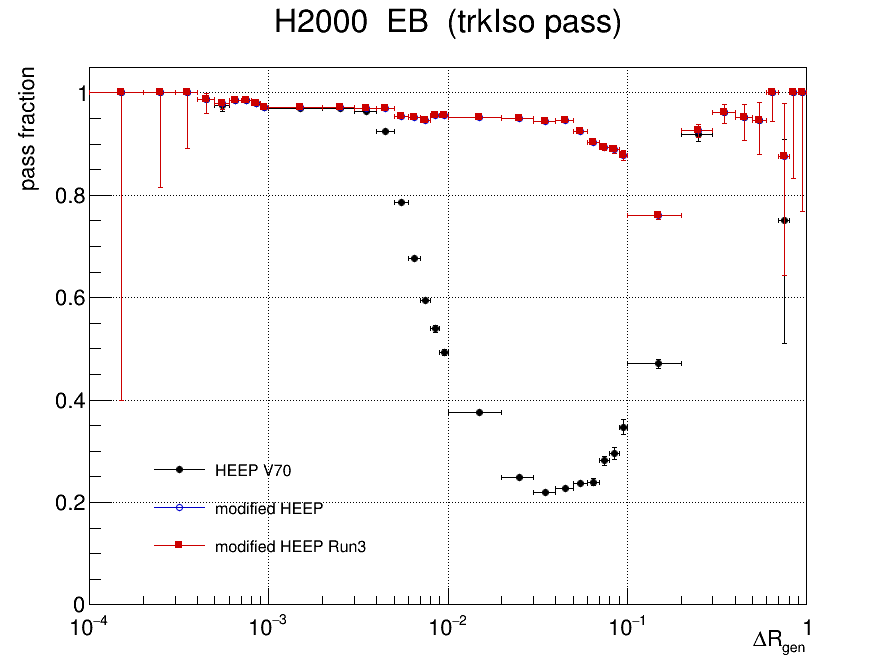 H2000 EB (trkIso pass)
pass fraction
1
0.8
0.6
0.4
0.2
0
HEEP V70
modified HEEP
modified HEEP Run3
10⁻⁴ 10⁻³ 10⁻² 10⁻¹ 1
ΔR_gen